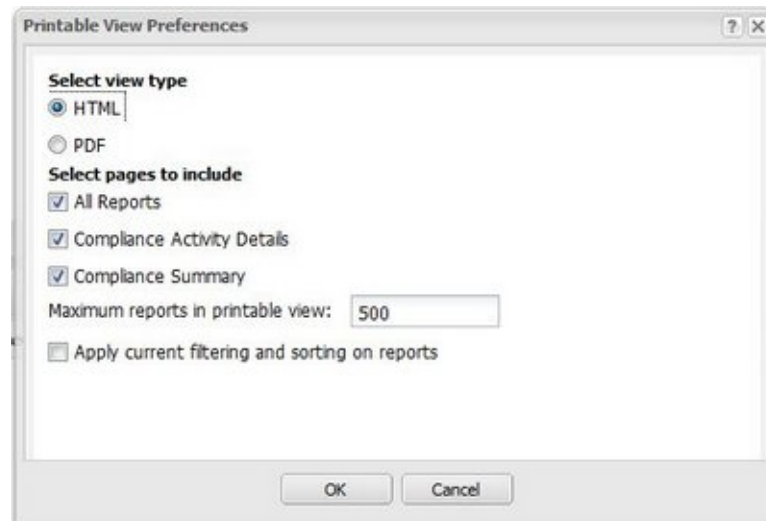 Printable View Preferences
Select view type
HTML
PDF
Select pages to include
All Reports
Compliance Activity Details
Compliance Summary
Maximum reports in printable view: 500
Apply current filtering and sorting on reports
OK Cancel